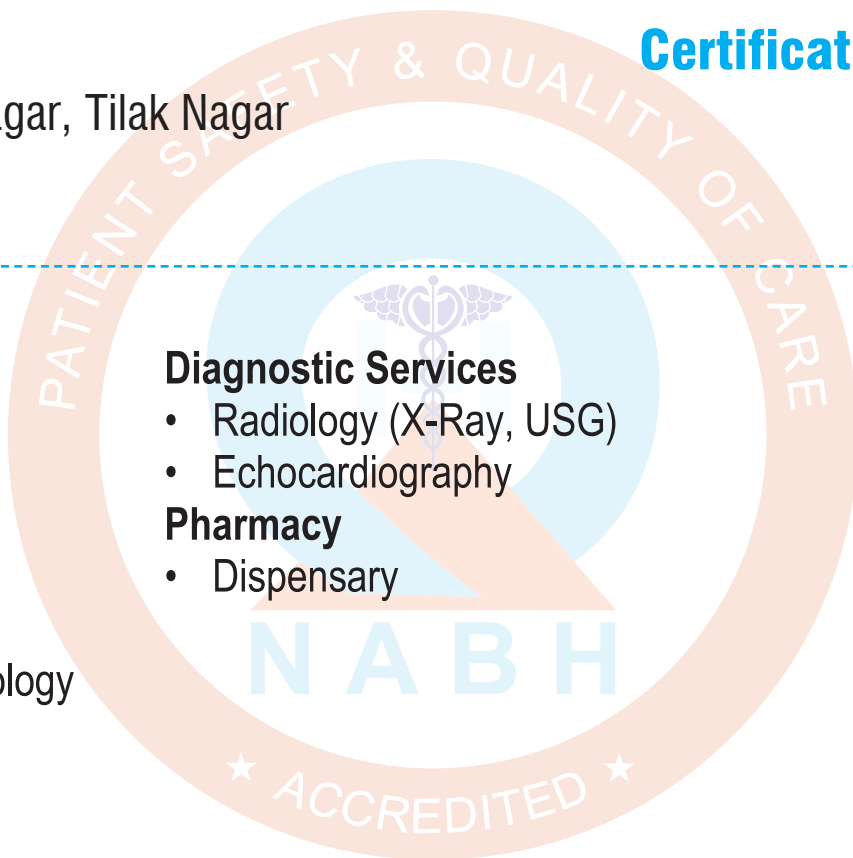 Certificat
agar, Tilak Nagar
PATIENT SAFETY & QUALITY OF CARE
Diagnostic Services
• Radiology (X-Ray, USG)
• Echocardiography
Pharmacy
• Dispensary
NABH
ology
★ ACCREDITED ★